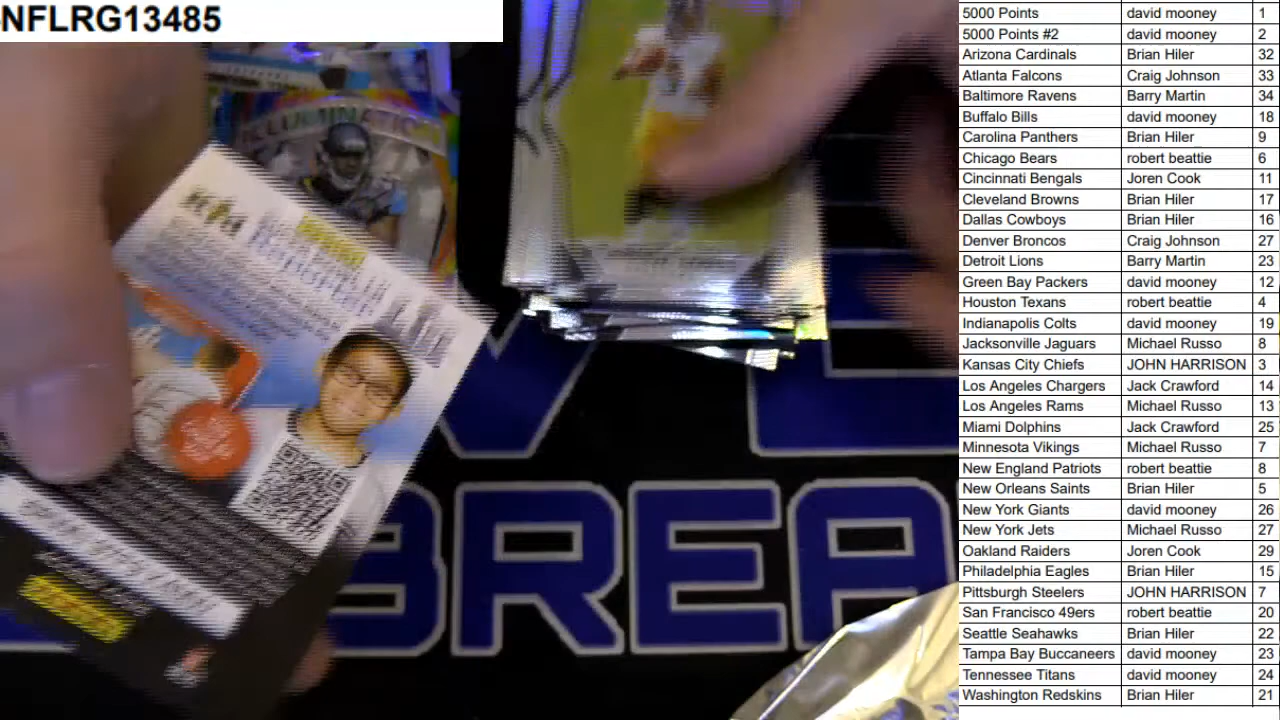 NFLRG13485
5000 Points david mooney 1
5000 Points #2 david mooney 2
Arizona Cardinals Brian Hiler 32
Atlanta Falcons Craig Johnson 33
Baltimore Ravens Barry Martin 34
Buffalo Bills david mooney 18
Carolina Panthers Brian Hiler 9
Chicago Bears robert beattie 6
Cincinnati Bengals Joren Cook 11
Cleveland Browns Brian Hiler 17
Dallas Cowboys Brian Hiler 16
Denver Broncos Craig Johnson 27
Detroit Lions Barry Martin 23
Green Bay Packers david mooney 12
Houston Texans robert beattie 4
Indianapolis Colts david mooney 19
Jacksonville Jaguars Michael Russo 8
Kansas City Chiefs JOHN HARRISON 3
Los Angeles Chargers Jack Crawford 14
Los Angeles Rams Michael Russo 13
Miami Dolphins Jack Crawford 25
Minnesota Vikings Michael Russo 7
New England Patriots robert beattie 8
New Orleans Saints Brian Hiler 5
New York Giants david mooney 26
New York Jets Michael Russo 27
Oakland Raiders Joren Cook 29
Philadelphia Eagles Brian Hiler 15
Pittsburgh Steelers JOHN HARRISON 7
San Francisco 49ers robert beattie 20
Seattle Seahawks Brian Hiler 22
Tampa Bay Buccaneers david mooney 23
Tennessee Titans david mooney 24
Washington Redskins Brian Hiler 21
BREA